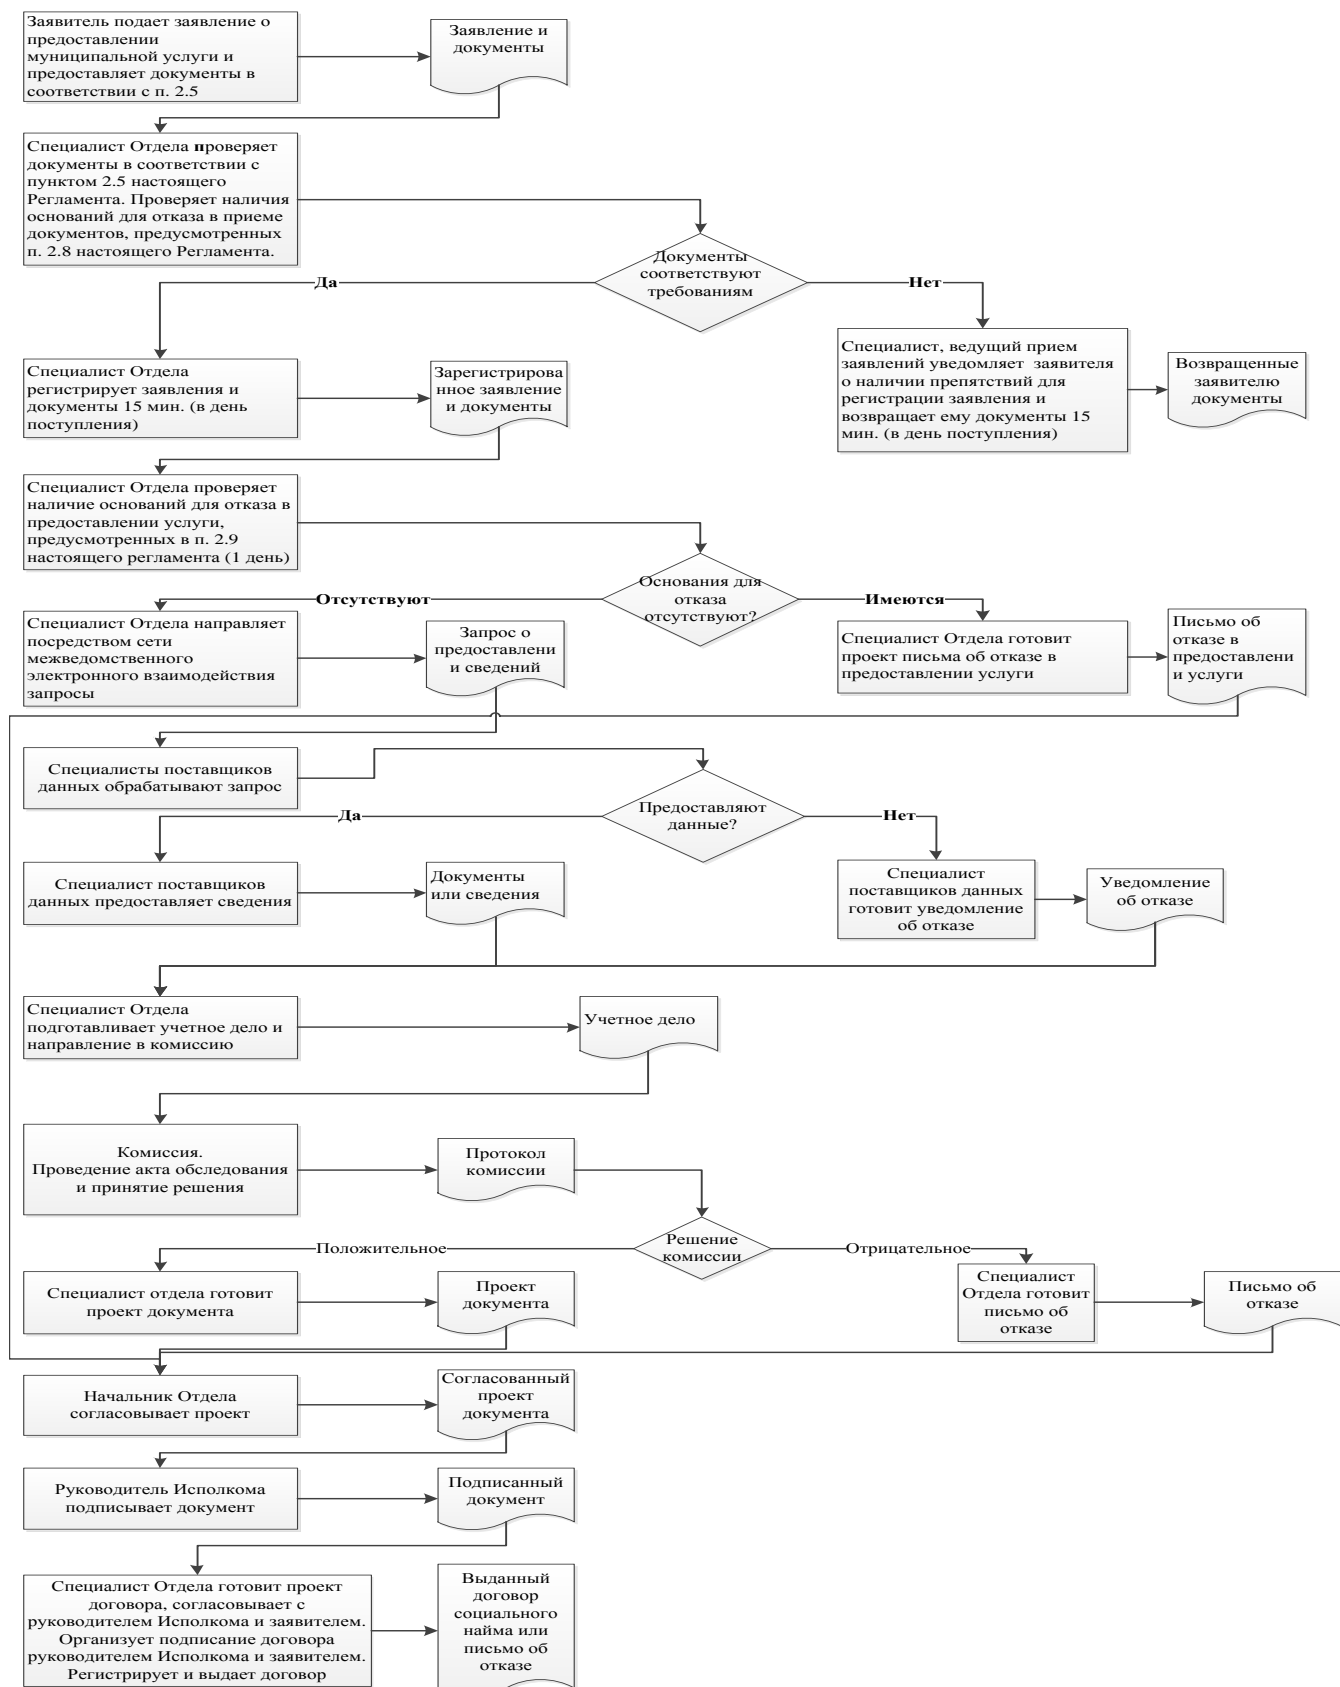 Заявитель подает заявление о
предоставлении
муниципальной услуги и
предоставляет документы в
соответствии с п. 2.5
Заявление и
документы
Специалист Отдела проверяет
документы в соответствии с
пунктом 2.5 настоящего
Регламента. Проверяет наличия
оснований для отказа в приеме
документов, предусмотренных
п. 2.8 настоящего Регламента.
Документы
соответствуют
требованиям
Да
Нет
Специалист Отдела
регистрирует заявления и
документы 15 мин. (в день
поступления)
Зарегистрирова
нное заявление
и документы
Специалист, ведущий прием
заявлений уведомляет заявителя
о наличии препятствий для
регистрации заявления и
возвращает ему документы 15
мин. (в день поступления)
Возвращенные
заявителю
документы
Специалист Отдела проверяет
наличие оснований для отказа в
предоставлении услуги,
предусмотренных в п. 2.9
настоящего регламента (1 день)
Основания для
отказа
отсутствуют?
Отсутствуют
Имеются
Специалист Отдела направляет
посредством сети
межведомственного
электронного взаимодействия
запросы
Запрос о
предоставлени
и сведений
Специалист Отдела готовит
проект письма об отказе в
предоставлении услуги
Письмо об
отказе в
предоставлени
и услуги
Специалисты поставщиков
данных обрабатывают запрос
Предоставляют
данные?
Да
Нет
Специалист поставщиков
данных предоставляет сведения
Документы
или сведения
Специалист
поставщиков данных
готовит уведомление
об отказе
Уведомление
об отказе
Специалист Отдела
подготавливает учетное дело и
направление в комиссию
Учетное дело
Комиссия.
Проведение акта обследования
и принятие решения
Протокол
комиссии
Решение
комиссии
Положительное
Отрицательное
Специалист отдела готовит
проект документа
Проект
документа
Специалист
Отдела готовит
письмо об
отказе
Письмо об
отказе
Начальник Отдела
согласовывает проект
Согласованный
проект
документа
Руководитель Исполкома
подписывает документ
Подписанный
документ
Специалист Отдела готовит проект
договора, согласовывает с
руководителем Исполкома и заявителем.
Организует подписание договора
руководителем Исполкома и заявителем.
Регистрирует и выдает договор
Выданный
договор
социального
найма или
письмо об
отказе